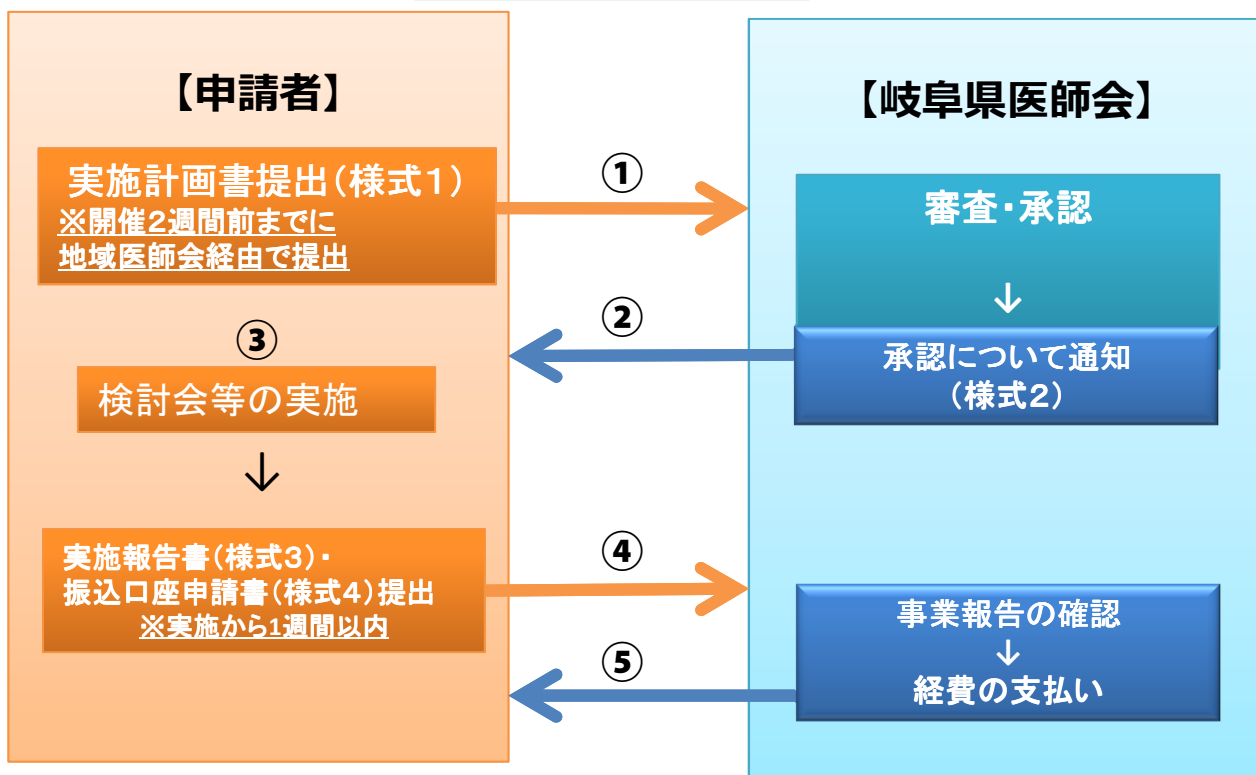 【申請者】
実施計画書提出(様式1)
※開催2週間前までに
地域医師会経由で提出
①
【岐阜県医師会】
審査・承認
↓
②
承認について通知
(様式2)
③
検討会等の実施
↓
実施報告書(様式3)・
振込口座申請書(様式4)提出
※実施から1週間以内
④
事業報告の確認
↓
経費の支払い
⑤